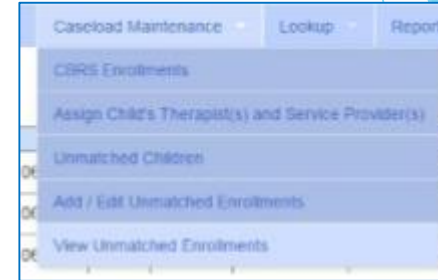 Caseload Maintenance Lookup Report
CBRS Enrollments
Assign Child's Therapist(s) and Service Provider(s)
Unmatched Children
Add / Edit Unmatched Enrollments
View Unmatched Enrollments